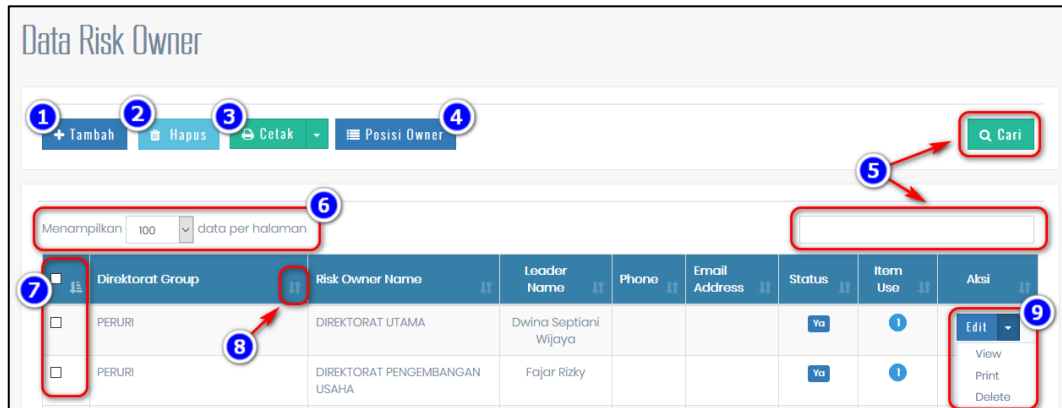 Data Risk Owner
1 2 3 4
+ Tambah Hapus Cetak Posisi Owner Cari
5
6
Menampilkan 100 data per halaman
7 Direktorat Group Risk Owner Name Leader Name Phone Email Address Status Item Use Aksi
PERURI DIREKTORAT UTAMA Dwina Septiani Wijaya Ya 1 Edit 9
8
View
PERURI DIREKTORAT PENGEMBANGAN USAHA Fajar Rizky Ya 1 Print
Delete